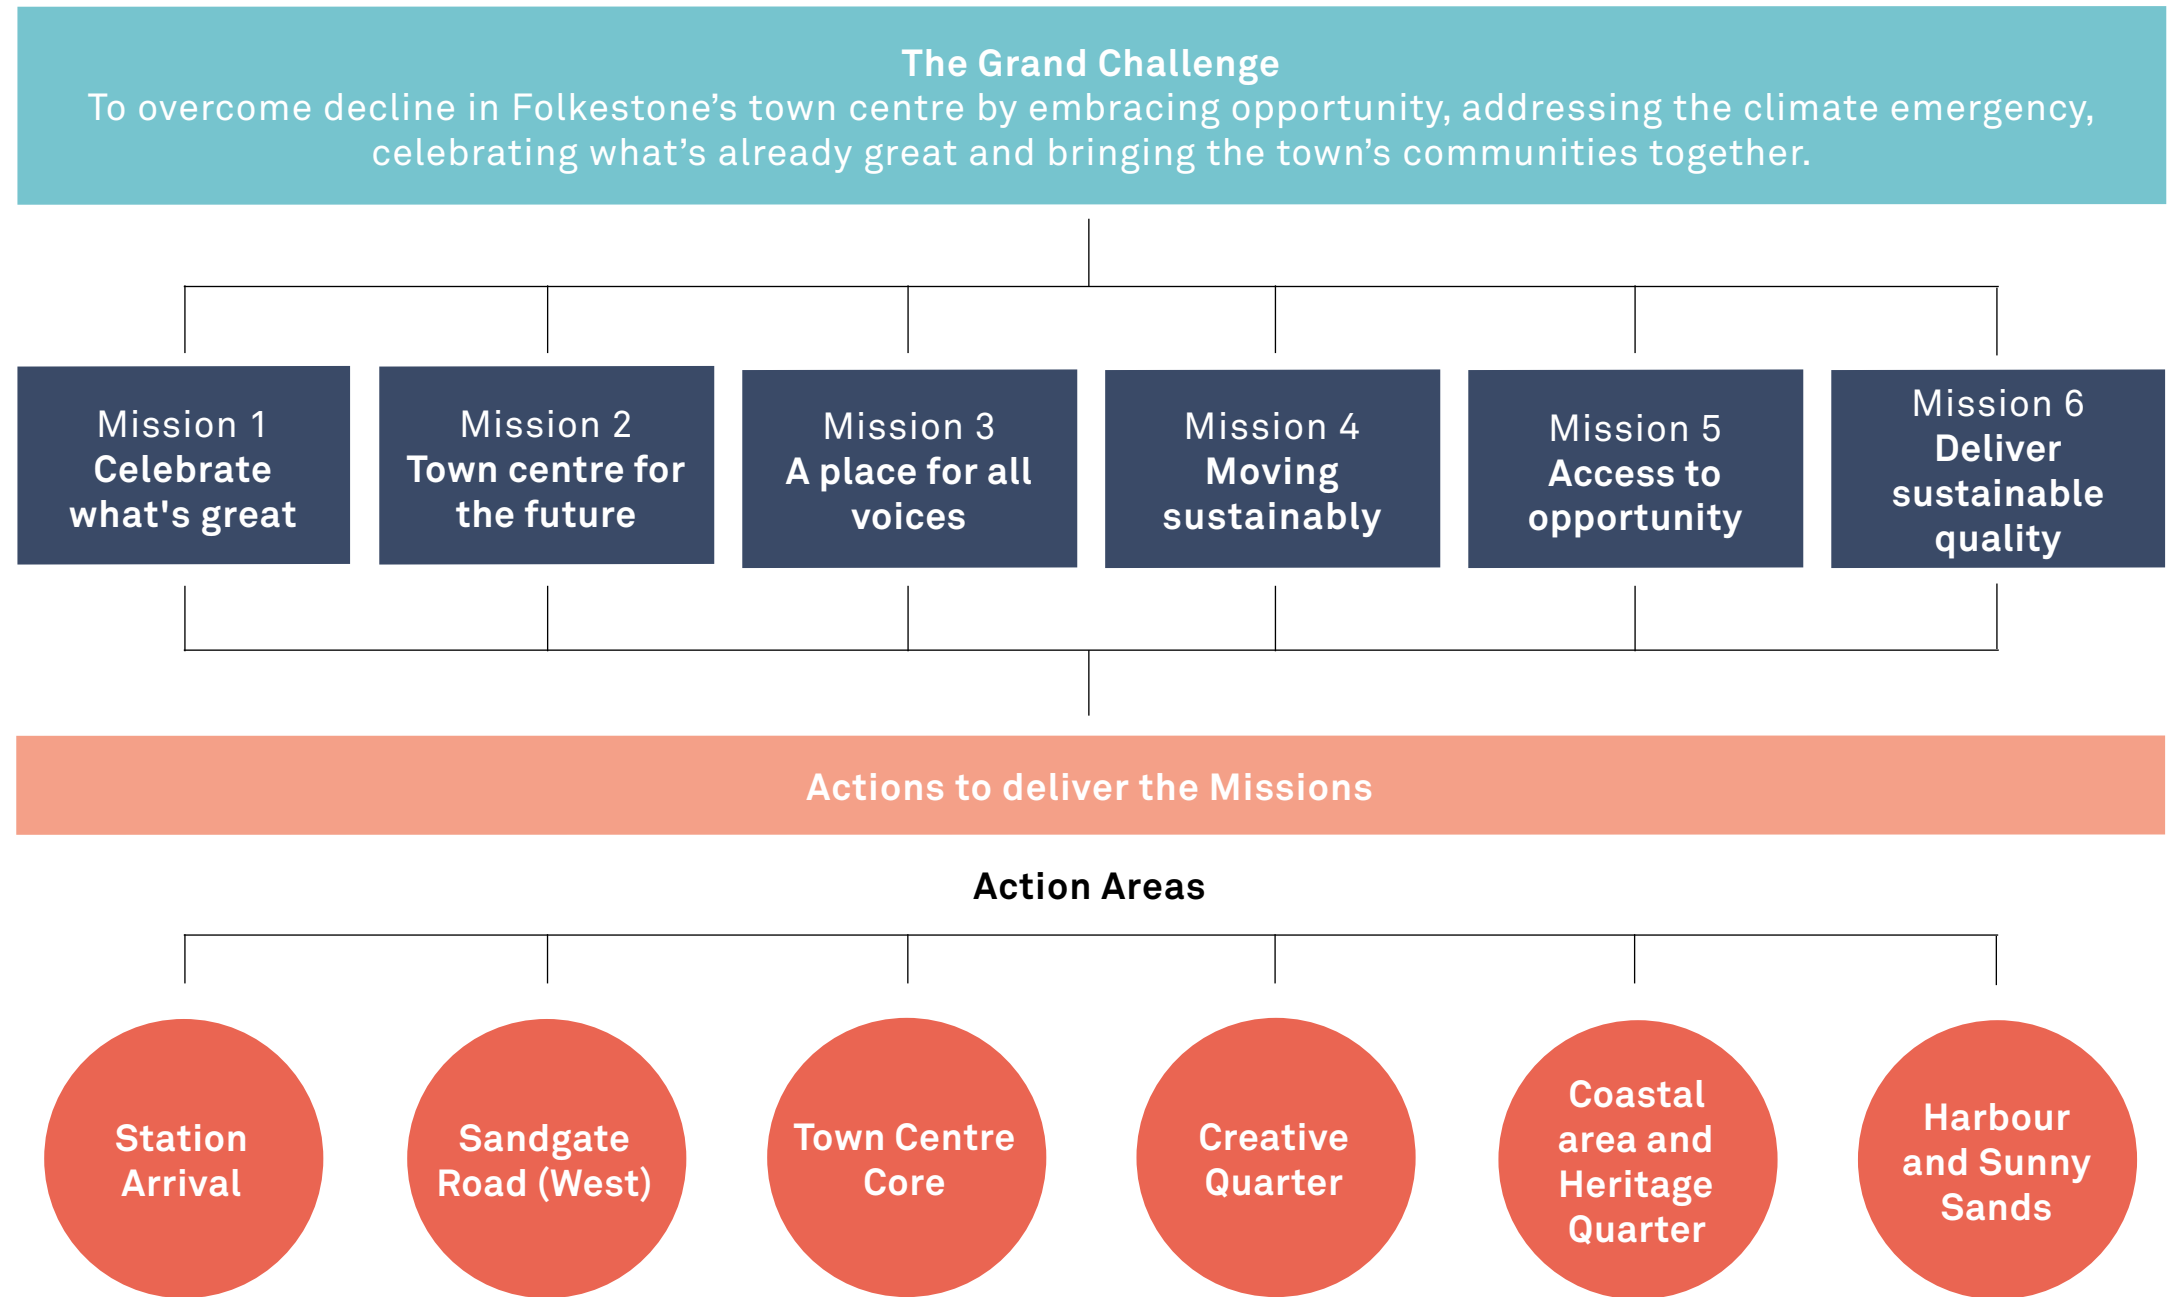 The Grand Challenge
To overcome decline in Folkestone’s town centre by embracing opportunity, addressing the climate emergency,
celebrating what’s already great and bringing the town’s communities together.
Mission 1
Celebrate
what's great
Mission 2
Town centre for
the future
Mission 3
A place for all
voices
Mission 4
Moving
sustainably
Mission 5
Access to
opportunity
Mission 6
Deliver
sustainable
quality
Actions to deliver the Missions
Action Areas
Station
Arrival
Sandgate
Road (West)
Town Centre
Core
Creative
Quarter
Coastal
area and
Heritage
Quarter
Harbour
and Sunny
Sands